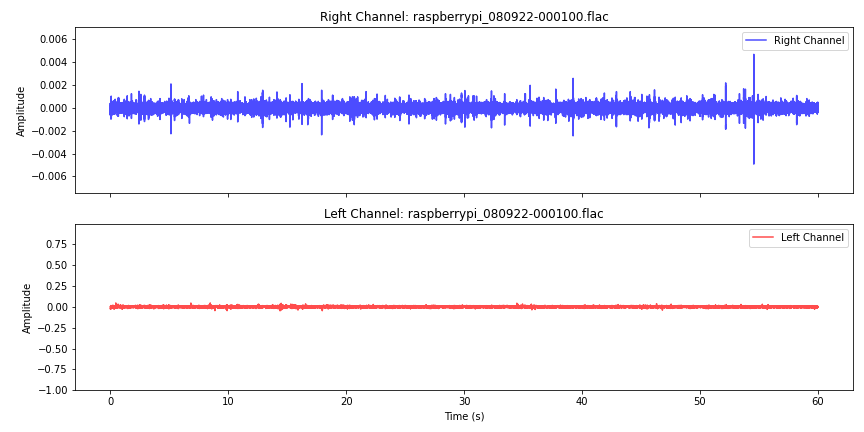 Right Channel: raspberrypi_080922-000100.flac
Right Channel
Amplitude
0.006
0.004
0.002
0.000
−0.002
−0.004
−0.006
Left Channel: raspberrypi_080922-000100.flac
Left Channel
Amplitude
0.75
0.50
0.25
0.00
−0.25
−0.50
−0.75
−1.00
0 10 20 30 40 50 60
Time (s)